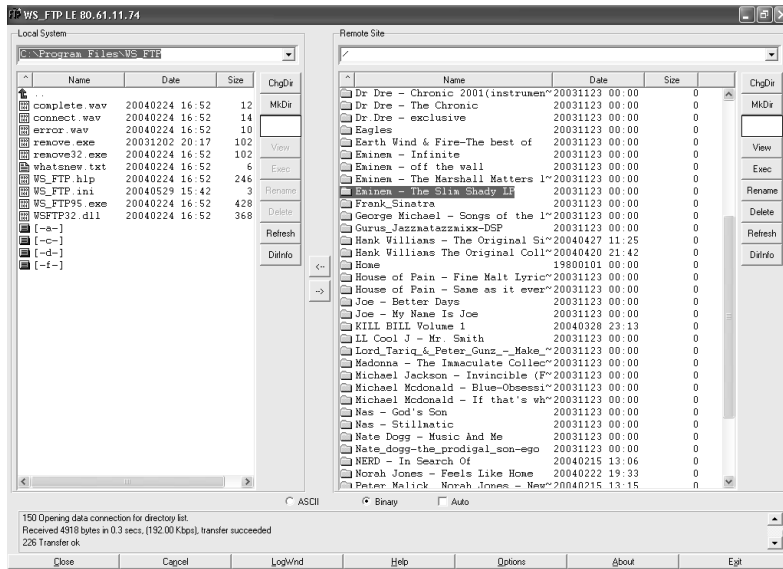 WS_FTP LE 80.61.11.74
Local System
C:\Program Files\WS_FTP
^ Name Date Size
..
complete.wav 20040224 16:52 12
connect.wav 20040224 16:52 14
error.wav 20040224 16:52 10
remove.exe 20031202 20:17 102
remove32.exe 20040224 16:52 102
whatsnew.txt 20040224 16:52 6
WS_FTP.hlp 20040224 16:52 246
WS_FTP.ini 20040529 15:42 3
WS_FTP95.exe 20040224 16:52 428
WSFTP32.dll 20040224 16:52 368
[-a-]
[-c-]
[-d-]
[-f-]
ChgDir
MkDir
View
Exec
Rename
Delete
Refresh
DirInfo
<--
-->
Remote Site
/
^ Name Date Size
Dr Dre - Chronic 2001(instrumen~ 20031123 00:00 0
Dr Dre - The Chronic 20031123 00:00 0
Dr.Dre - exclusive 20031123 00:00 0
Eagles 20031123 00:00 0
Earth Wind & Fire-The best of 20031123 00:00 0
Eminem - Infinite 20031123 00:00 0
Eminem - off the wall 20031123 00:00 0
Eminem - The Marshall Matters l~ 20031123 00:00 0
Eminem - The Slim Shady LP 20031123 00:00 0
Frank_Sinatra 20031123 00:00 0
George Michael - Songs of the l~ 20031123 00:00 0
Gurus_Jazzmatazzmixx-DSP 20031123 00:00 0
Hank Williams - The Original Si~ 20040427 11:25 0
Hank Williams The Original Coll~ 20040420 21:42 0
Home 19800101 00:00 0
House of Pain - Fine Malt Lyric~ 20031123 00:00 0
House of Pain - Same as it ever~ 20031123 00:00 0
Joe - Better Days 20031123 00:00 0
Joe - My Name Is Joe 20031123 00:00 0
KILL BILL Volume 1 20040328 23:13 0
LL Cool J - Mr. Smith 20031123 00:00 0
Lord_Tariq_&_Peter_Gunz_-_Make_~ 20031123 00:00 0
Madonna - The Immaculate Collec~ 20031123 00:00 0
Michael Jackson - Invincible (F~ 20031123 00:00 0
Michael Mcdonald - Blue-Obsessi~ 20031123 00:00 0
Michael Mcdonald - If that's wh~ 20031123 00:00 0
Nas - God's Son 20031123 00:00 0
Nas - Stillmatic 20031123 00:00 0
Nate Dogg - Music And Me 20031123 00:00 0
Nate_dogg-the_prodigal_son-ego 20031123 00:00 0
NERD - In Search Of 20040215 13:06 0
Norah Jones - Feels Like Home 20040222 19:33 0
Peter Malick Norah Jones - New~ 20040215 13:15 0
ChgDir
MkDir
View
Exec
Rename
Delete
Refresh
DirInfo
ASCII Binary Auto
150 Opening data connection for directory list.
Received 4918 bytes in 0.3 secs, (192.00 Kbps), transfer succeeded
226 Transfer ok
Close Cancel LogWnd Help Options About Exit